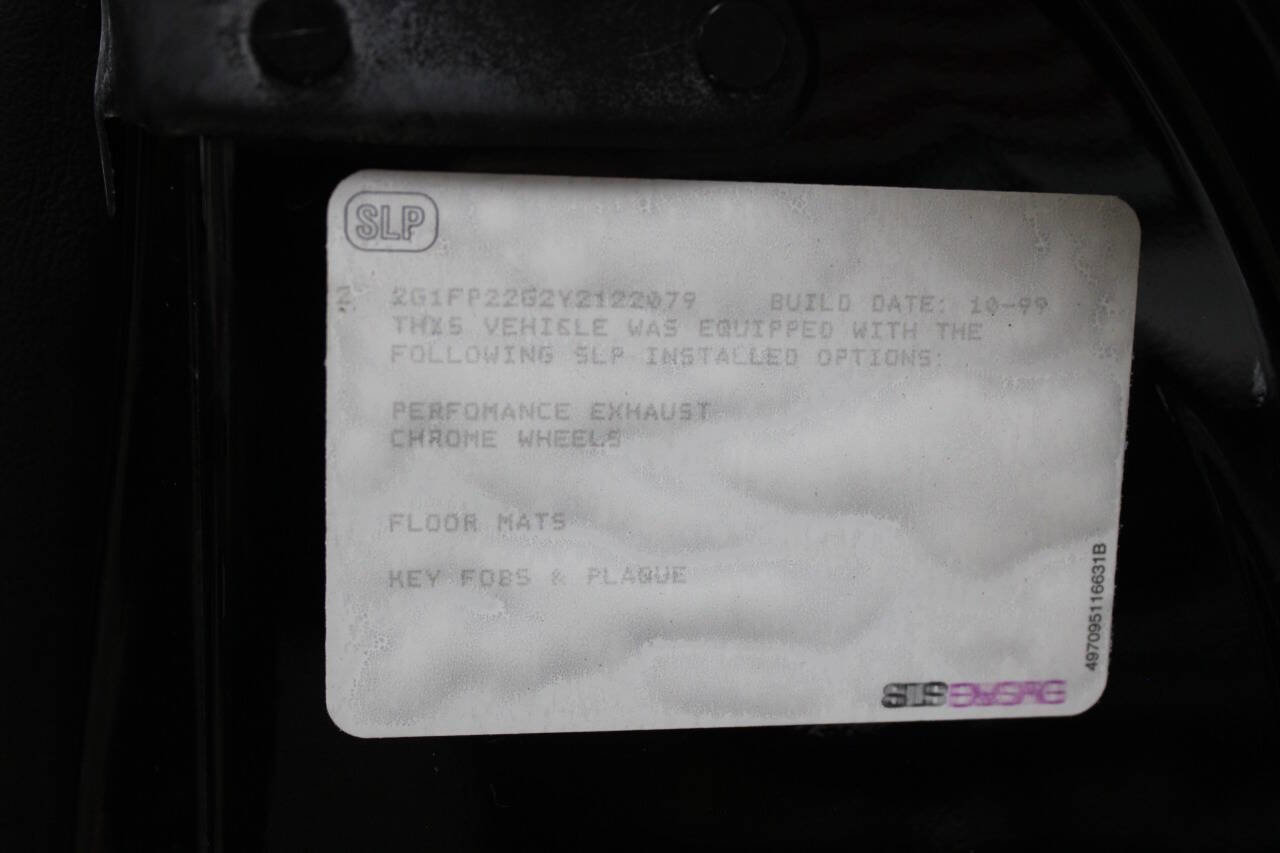 SLP
2G1FP22G2Y2122079 BUILD DATE: 10-99
THIS VEHICLE WAS EQUIPPED WITH THE
FOLLOWING SLP INSTALLED OPTIONS:
PERFOMANCE EXHAUST
CHROME WHEELS
FLOOR MATS
KEY FOBS & PLAQUE
497095116631B